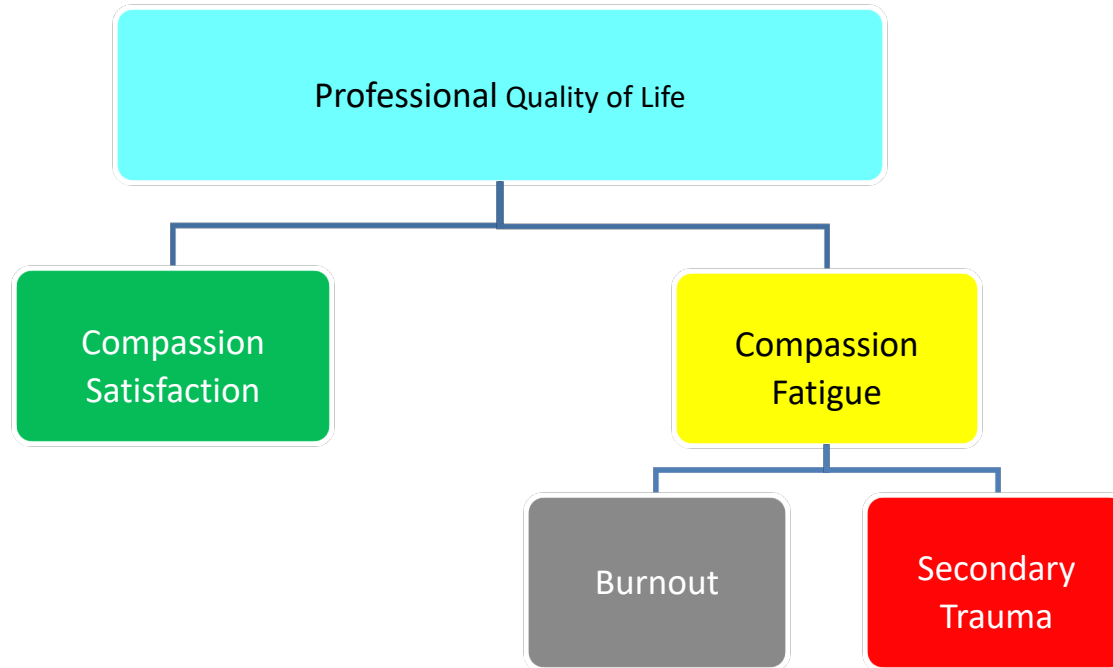 Professional Quality of Life
Compassion
Satisfaction
Compassion
Fatigue
Burnout
Secondary
Trauma